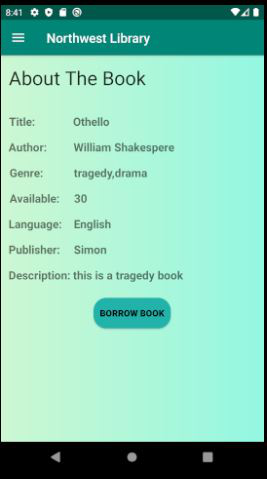 8:41
Northwest Library
About The Book
Title: Othello
Author: William Shakespere
Genre: tragedy,drama
Available: 30
Language: English
Publisher: Simon
Description: this is a tragedy book
BORROW BOOK